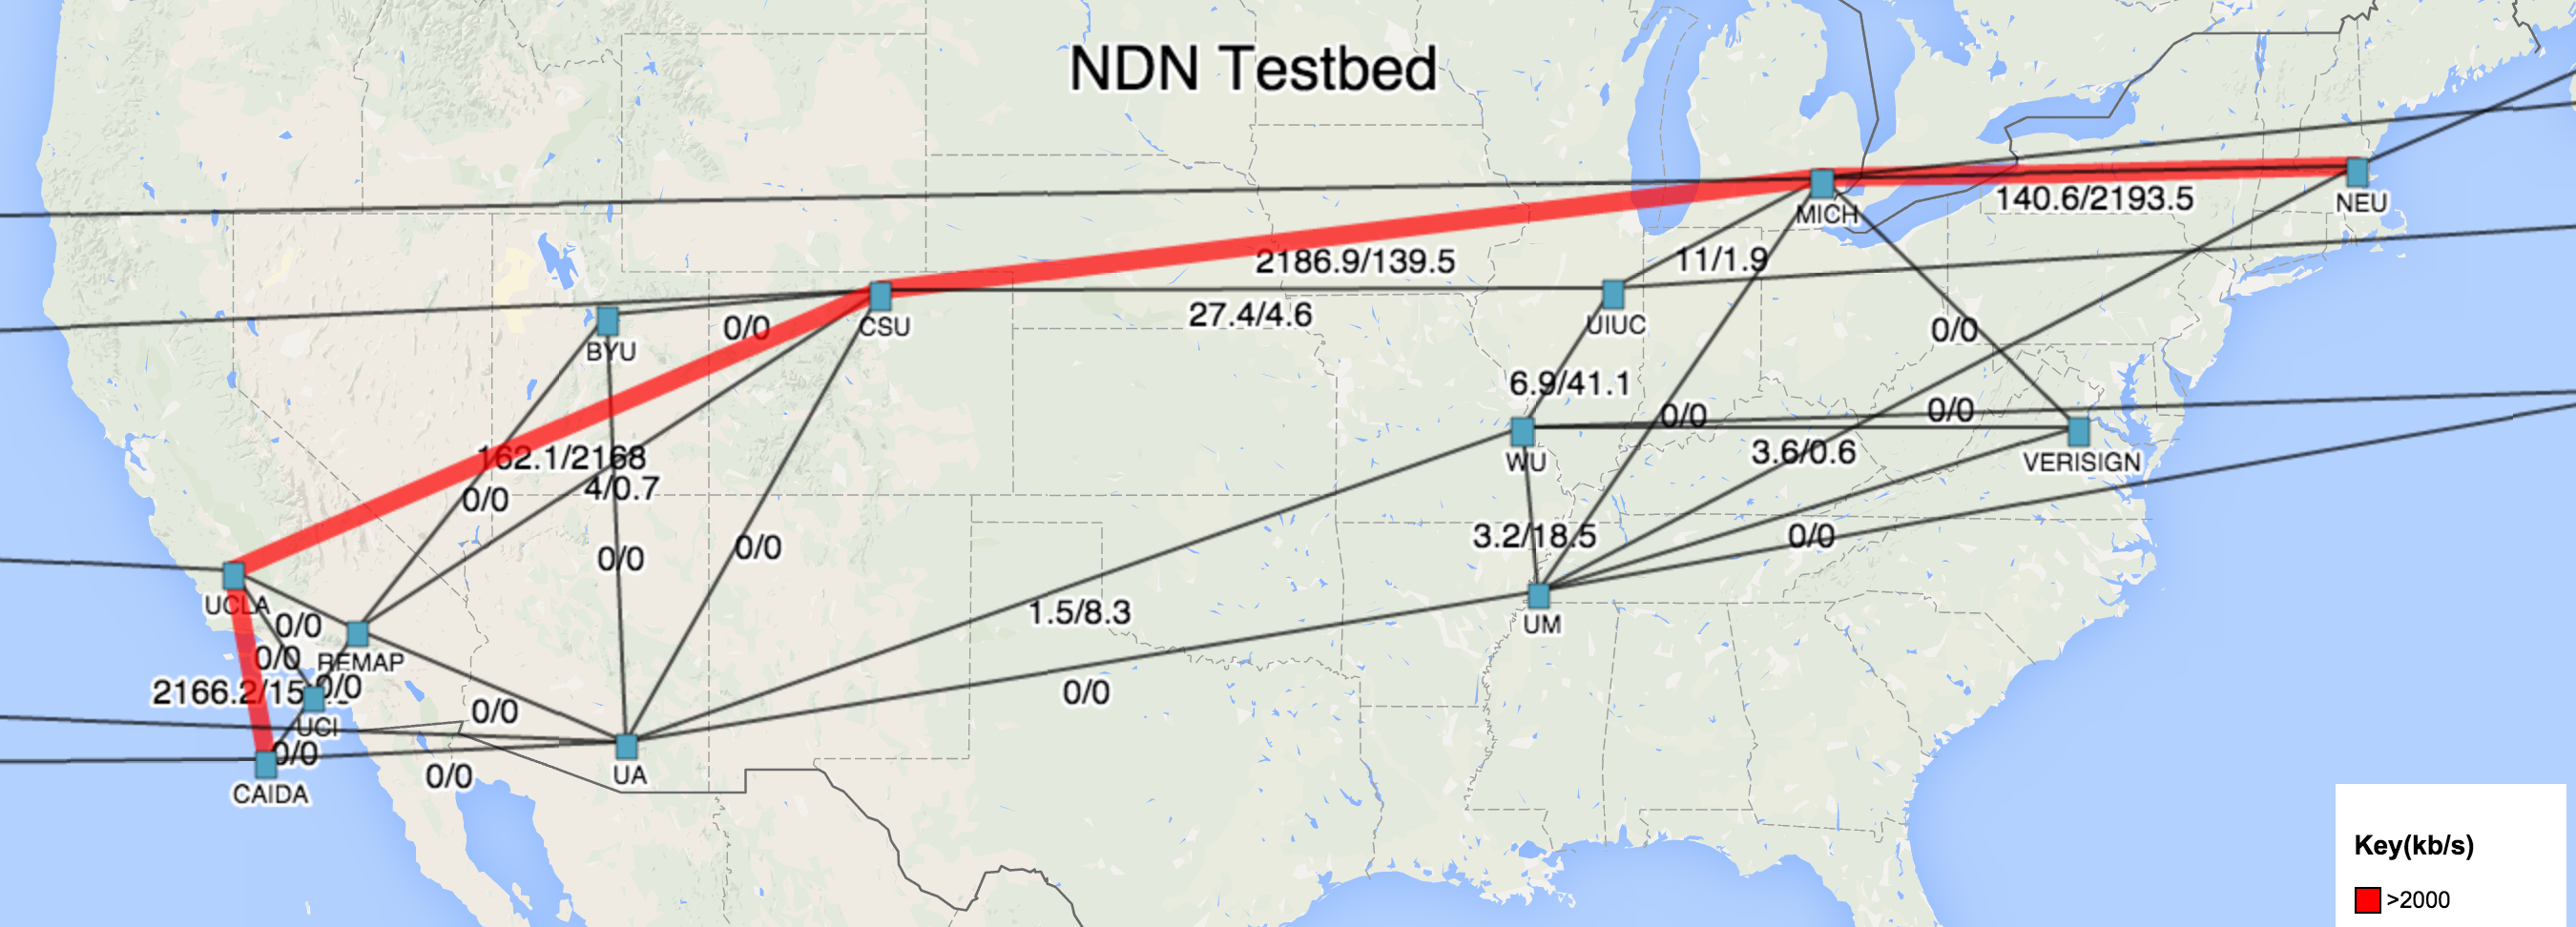 NDN Testbed
140.6/2193.5
NEU
MICH
2186.9/139.5
11/1.9
27.4/4.6
UIUC
0/0
CSU
0/0
BYU
6.9/41.1
0/0
0/0
3.6/0.6
WU
VERISIGN
162.1/2168
4/0.7
0/0
3.2/18.5
0/0
0/0
0/0
UCLA
0/0
1.5/8.3
UM
0/0
REMAP
2166.2/15
0/0
0/0
0/0
UCI
0/0
0/0
UA
CAIDA
Key(kb/s)
>2000